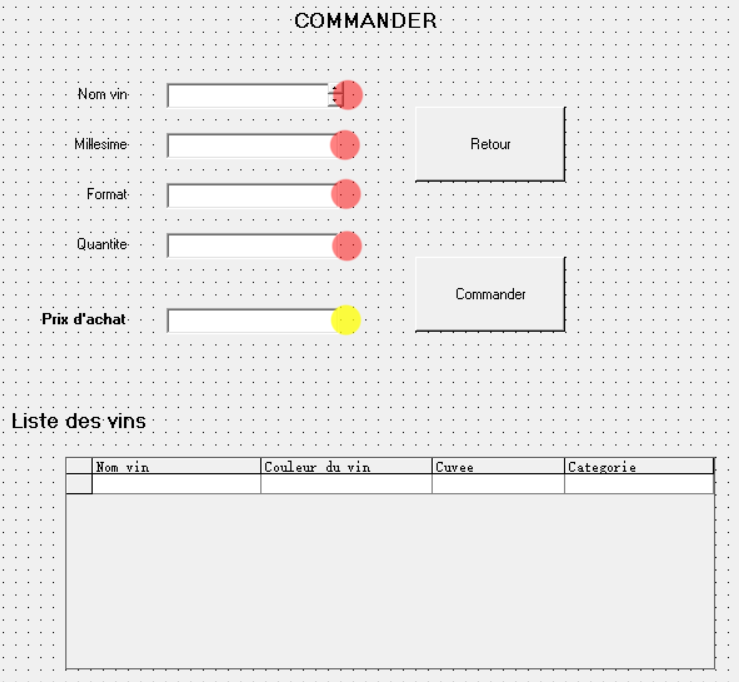 COMMANDER
Nom vin
Millesime
Retour
Format
Quantite
Commander
Prix d'achat
Liste des vins
Nom vin Couleur du vin Cuvee Categorie